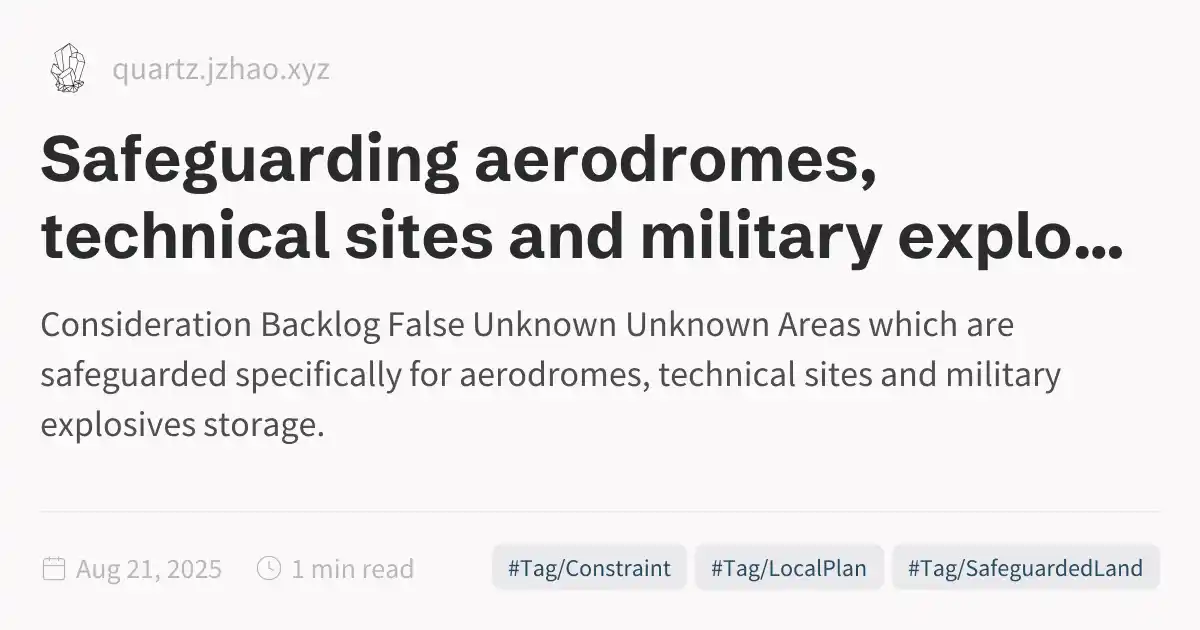 quartz.jzhao.xyz
Safeguarding aerodromes,
technical sites and military explo...
Consideration Backlog False Unknown Unknown Areas which are
safeguarded specifically for aerodromes, technical sites and military
explosives storage.
Aug 21, 2025 1 min read #Tag/Constraint #Tag/LocalPlan #Tag/SafeguardedLand